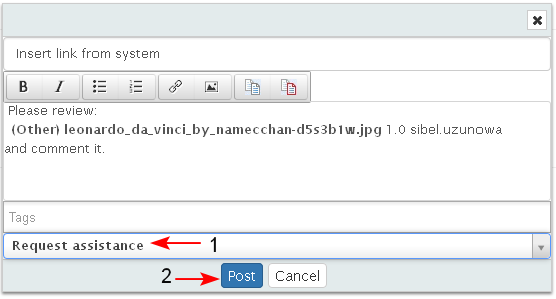 Insert link from system
B I
Please review:
(Other) leonardo_da_vinci_by_namecchan-d5s3b1w.jpg 1.0 sibel.uzunowa
and comment it.
Tags
Request assistance 1
2 Post Cancel